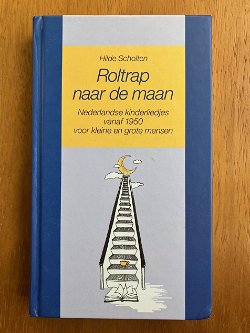 Hilde Scholten
Roltrap
naar de maan
Nederlandse kinderliedjes
vanaf 1950
voor kleine en grote mensen